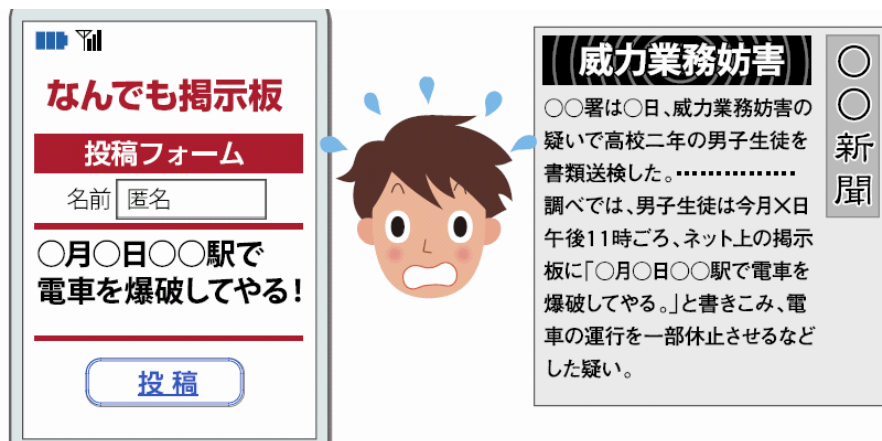 なんでも掲示板
投稿フォーム
名前 匿名
○月○日○○駅で
電車を爆破してやる!
投稿
威力業務妨害
○○新聞
○○署は○日、威力業務妨害の
疑いで高校二年の男子生徒を
書類送検した。……………
調べでは、男子生徒は今月×日
午後11時ごろ、ネット上の掲示
板に「○月○日○○駅で電車を
爆破してやる。」と書きこみ、電
車の運行を一部休止させるなど
した疑い。